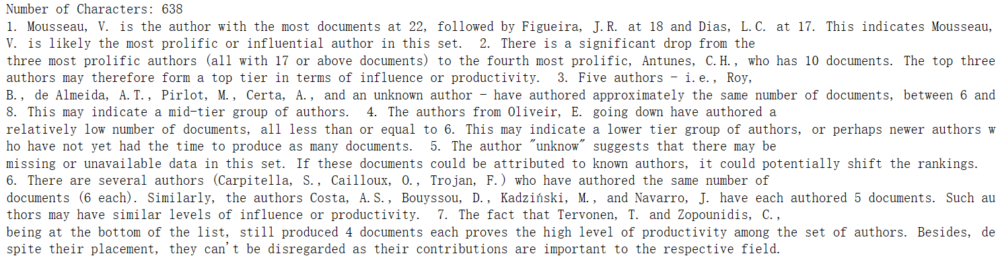 Number of Characters: 638
1. Mousseau, V. is the author with the most documents at 22, followed by Figueira, J.R. at 18 and Dias, L.C. at 17. This indicates Mousseau,
V. is likely the most prolific or influential author in this set.  2. There is a significant drop from the
three most prolific authors (all with 17 or above documents) to the fourth most prolific, Antunes, C.H., who has 10 documents. The top three
authors may therefore form a top tier in terms of influence or productivity.  3. Five authors - i.e., Roy,
B., de Almeida, A.T., Pirlot, M., Certa, A., and an unknown author - have authored approximately the same number of documents, between 6 and
8. This may indicate a mid-tier group of authors.  4. The authors from Oliveir, E. going down have authored a
relatively low number of documents, all less than or equal to 6. This may indicate a lower tier group of authors, or perhaps newer authors w
ho have not yet had the time to produce as many documents.  5. The author "unknow" suggests that there may be
missing or unavailable data in this set. If these documents could be attributed to known authors, it could potentially shift the rankings.
6. There are several authors (Carpitella, S., Cailloux, O., Trojan, F.) who have authored the same number of
documents (6 each). Similarly, the authors Costa, A.S., Bouyssou, D., Kadziński, M., and Navarro, J. have each authored 5 documents. Such au
thors may have similar levels of influence or productivity.  7. The fact that Tervonen, T. and Zopounidis, C.,
being at the bottom of the list, still produced 4 documents each proves the high level of productivity among the set of authors. Besides, de
spite their placement, they can't be disregarded as their contributions are important to the respective field.